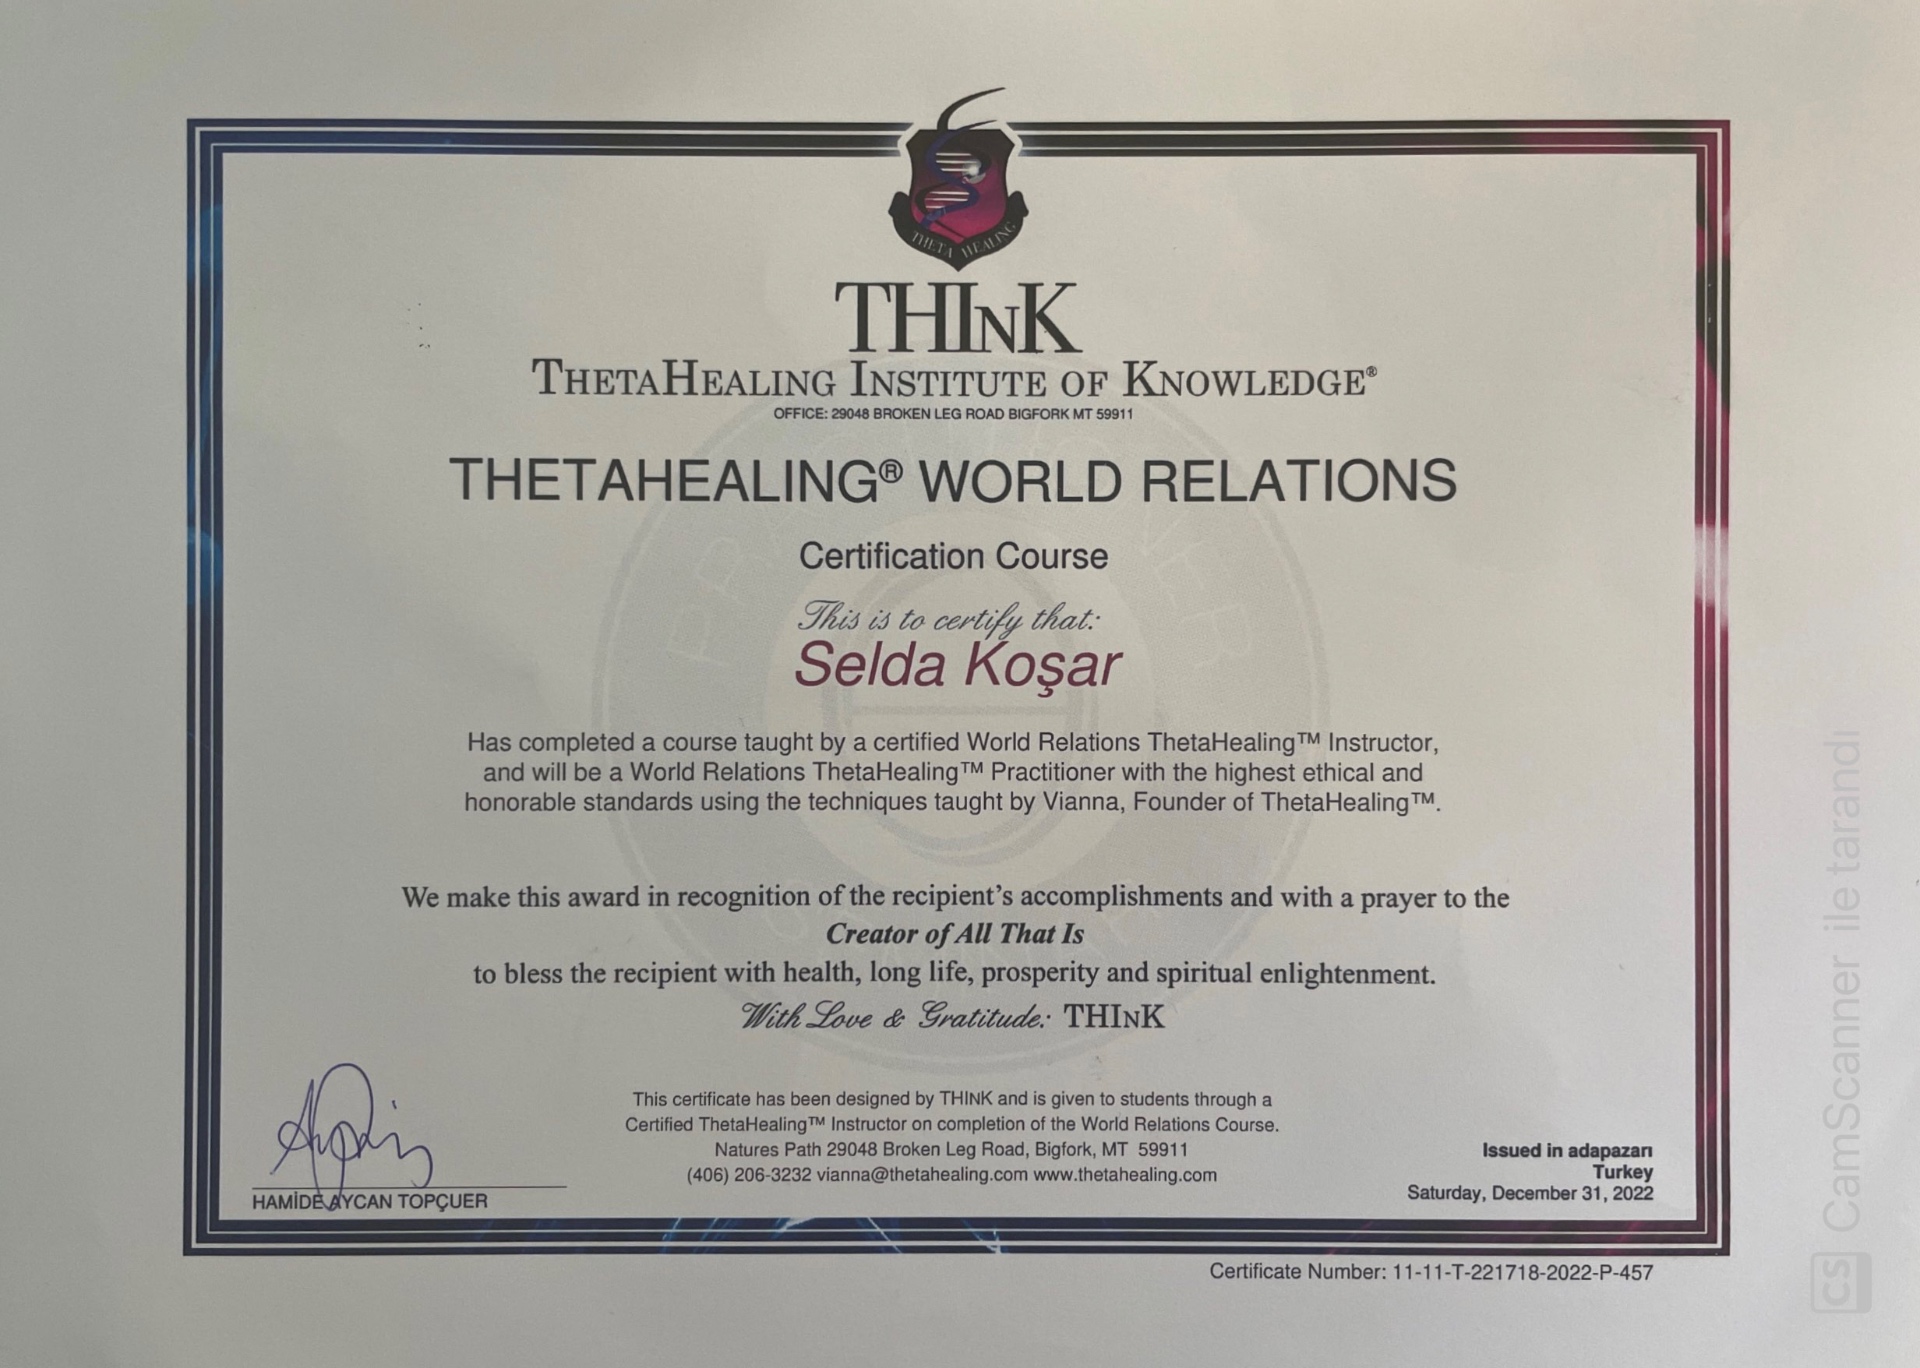 THETA HEALING
THInK
ThetaHealing Institute of Knowledge®
OFFICE: 29048 BROKEN LEG ROAD BIGFORK MT 59911
THETAHEALING® WORLD RELATIONS
Certification Course
This is to certify that:
Selda Koşar
Has completed a course taught by a certified World Relations ThetaHealing™ Instructor,
and will be a World Relations ThetaHealing™ Practitioner with the highest ethical and
honorable standards using the techniques taught by Vianna, Founder of ThetaHealing™.
We make this award in recognition of the recipient's accomplishments and with a prayer to the
Creator of All That Is
to bless the recipient with health, long life, prosperity and spiritual enlightenment.
With Love & Gratitude: THInK
HAMİDE AYCAN TOPÇUER
This certificate has been designed by THINK and is given to students through a
Certified ThetaHealing™ Instructor on completion of the World Relations Course.
Natures Path 29048 Broken Leg Road, Bigfork, MT 59911
(406) 206-3232 vianna@thetahealing.com www.thetahealing.com
Issued in adapazarı
Turkey
Saturday, December 31, 2022
Certificate Number: 11-11-T-221718-2022-P-457
CS CamScanner ile tarandı